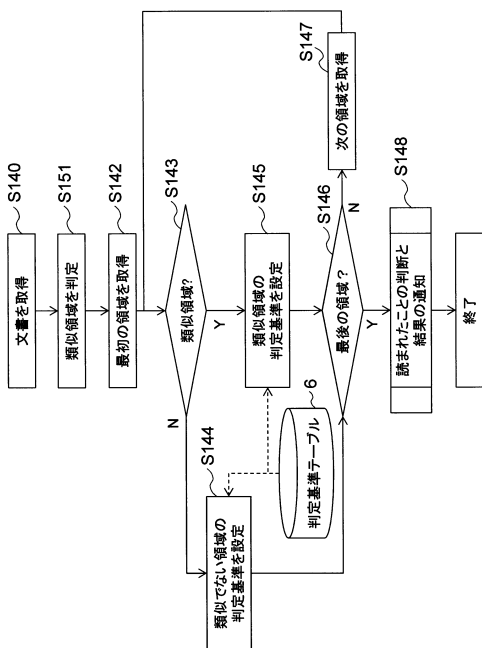 S140
文書を取得
S151
類似領域を判定
S142
最初の領域を取得
S143
類似領域?
N
Y
S144
類似でない領域の
判定基準を設定
S145
類似領域の
判定基準を設定
6
判定基準テーブル
S146
最後の領域?
N
Y
S147
次の領域を取得
S148
読まれたことの判断と
結果の通知
終了